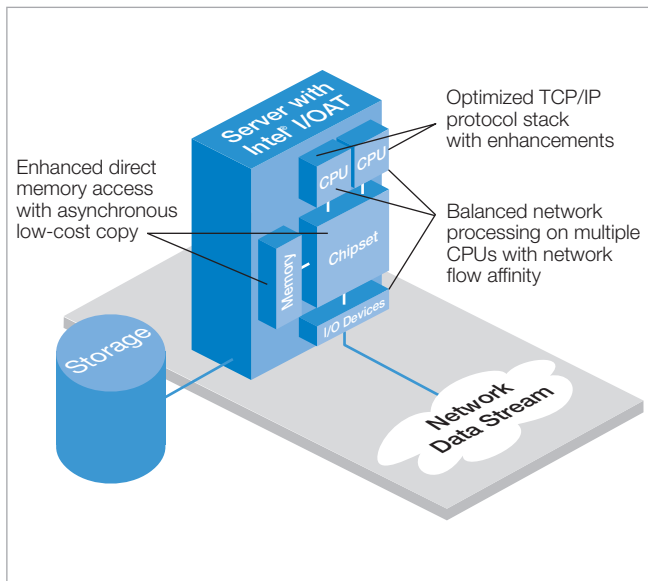 Server with
Intel® I/OAT
Optimized TCP/IP
protocol stack
with enhancements
CPU
CPU
Enhanced direct
memory access
with asynchronous
low-cost copy
Balanced network
processing on multiple
CPUs with network
flow affinity
Chipset
Memory
I/O Devices
Storage
Network
Data Stream